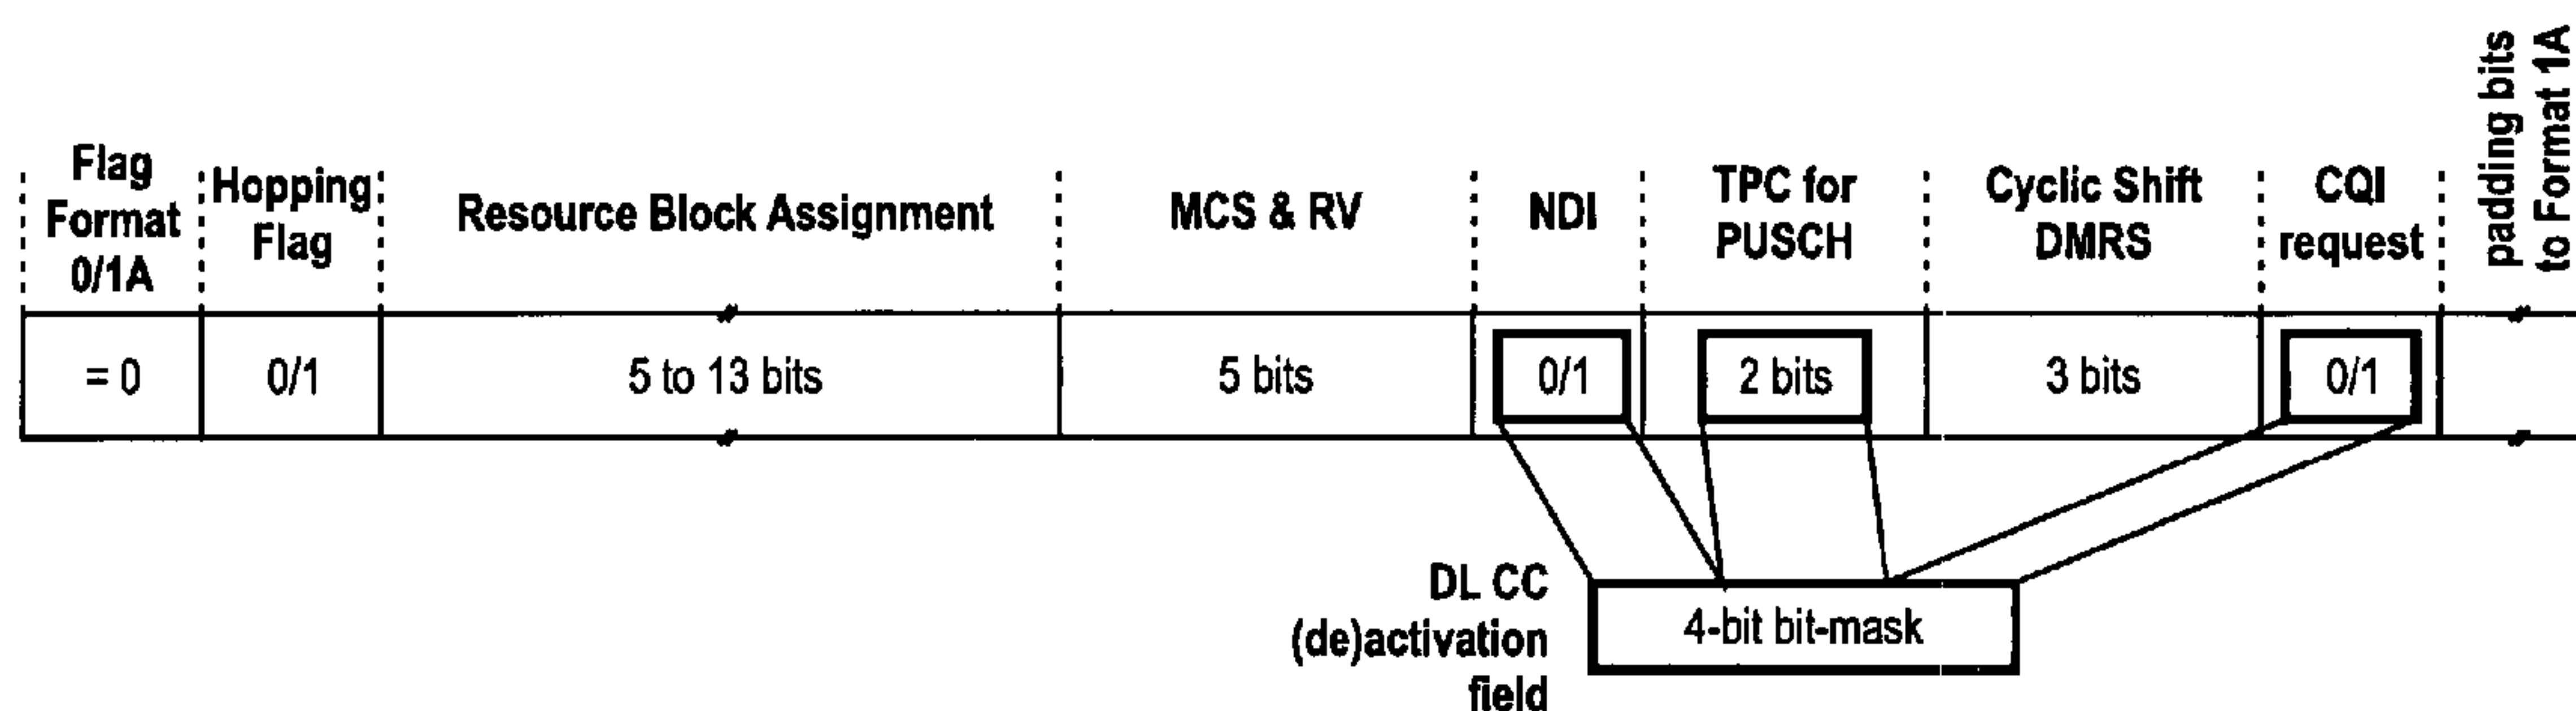 Flag
Format
0/1A
Hopping
Flag
Resource Block Assignment
MCS & RV
NDI
TPC for
PUSCH
Cyclic Shift
DMRS
CQI
request
padding bits
to Format 1A
= 0
0/1
5 to 13 bits
5 bits
0/1
2 bits
3 bits
0/1
DL CC
(de)activation
field
4-bit bit-mask